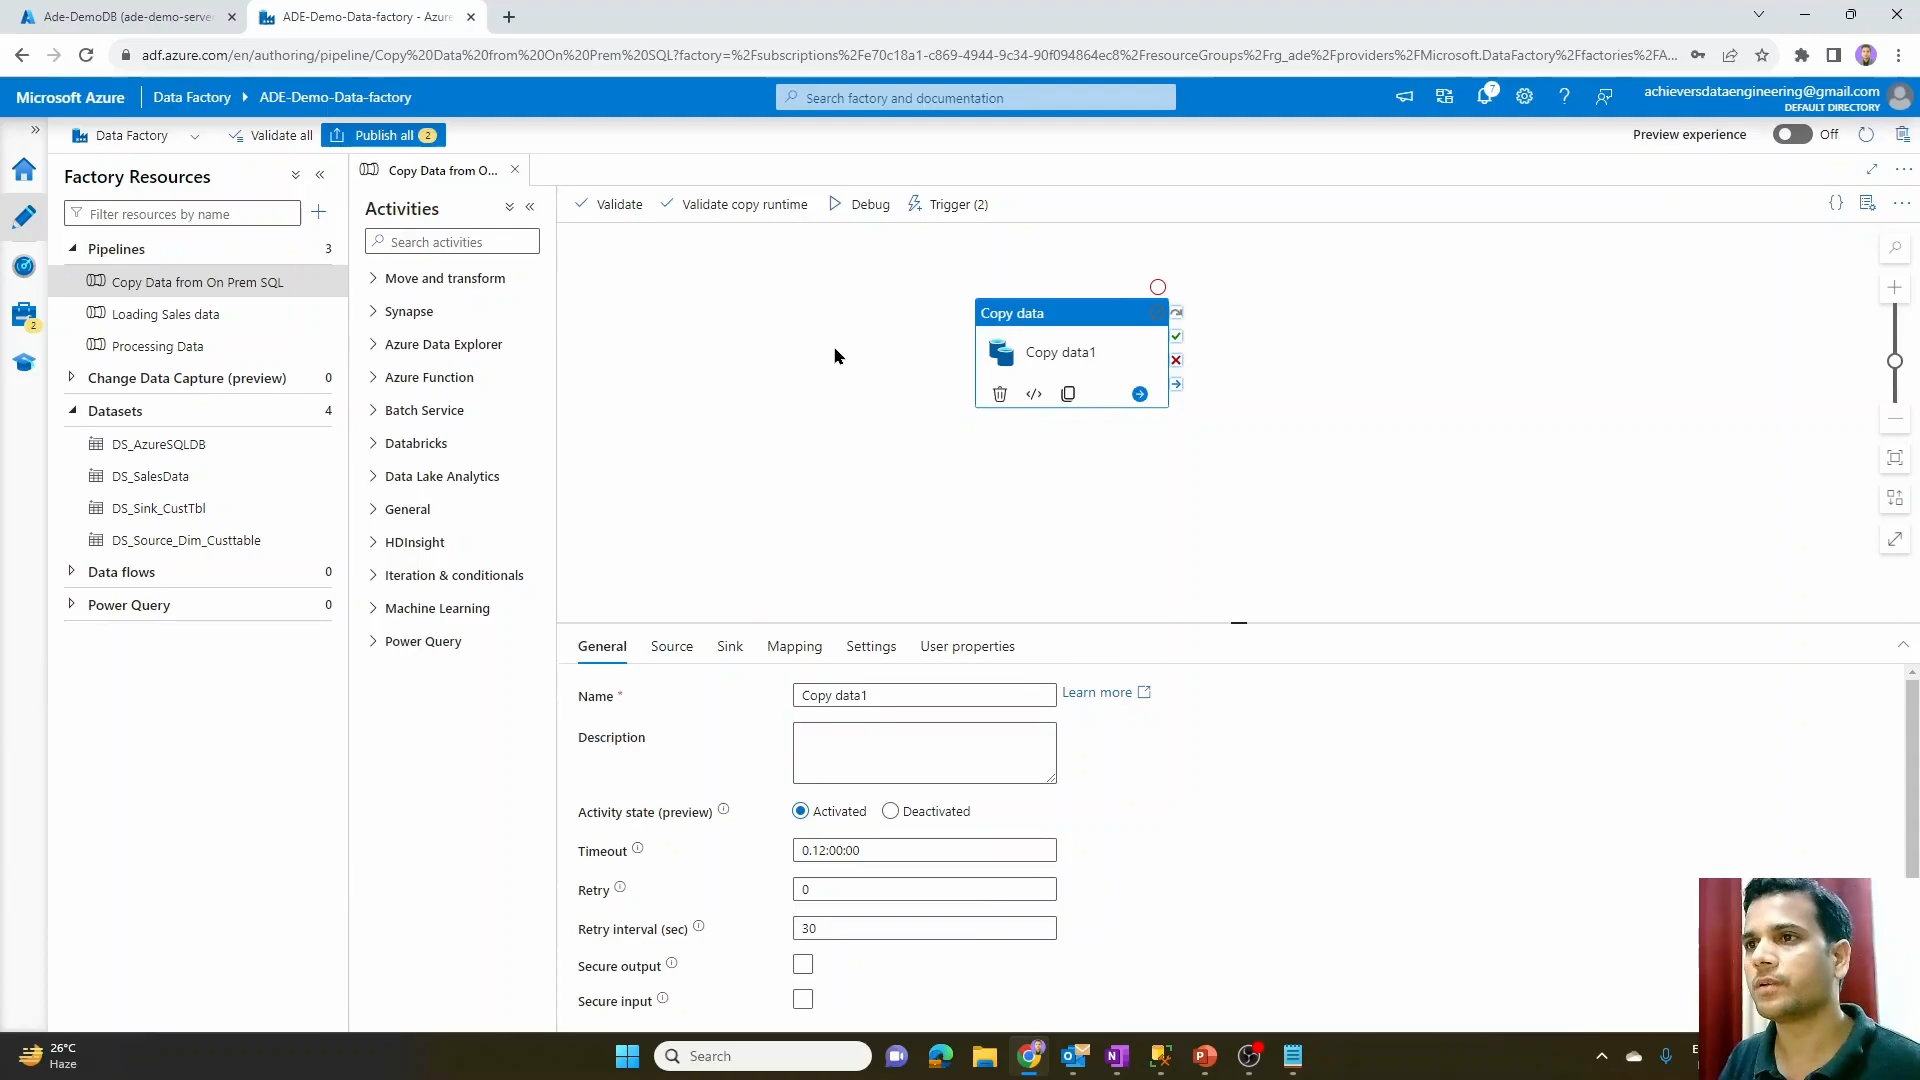 Ade-DemoDB (ade-demo-serve
ADE-Demo-Data-factory - Azure
adf.azure.com/en/authoring/pipeline/Copy%20Data%20from%20On%20Prem%20SQL?factory=%2Fsubscriptions%2Fe70c18a1-c869-4944-9c34-90f094864ec8%2FresourceGroups%2Frg_ade%2Fproviders%2FMicrosoft.DataFactory%2Ffactories%2FA...
Microsoft Azure
Data Factory
ADE-Demo-Data-factory
Search factory and documentation
7
achieversdataengineering@gmail.com
DEFAULT DIRECTORY
Data Factory
Validate all
Publish all 2
Preview experience
Off
Factory Resources
Filter resources by name
Pipelines 3
Copy Data from On Prem SQL
Loading Sales data
Processing Data
Change Data Capture (preview) 0
Datasets 4
DS_AzureSQLDB
DS_SalesData
DS_Sink_CustTbl
DS_Source_Dim_Custtable
Data flows 0
Power Query 0
2
Copy Data from O...
Activities
Search activities
Move and transform
Synapse
Azure Data Explorer
Azure Function
Batch Service
Databricks
Data Lake Analytics
General
HDInsight
Iteration & conditionals
Machine Learning
Power Query
Validate
Validate copy runtime
Debug
Trigger (2)
Copy data
Copy data1
General
Source
Sink
Mapping
Settings
User properties
Name *
Copy data1
Learn more
Description
Activity state (preview)
Activated
Deactivated
Timeout
0.12:00:00
Retry
0
Retry interval (sec)
30
Secure output
Secure input
26°C
Haze
Search